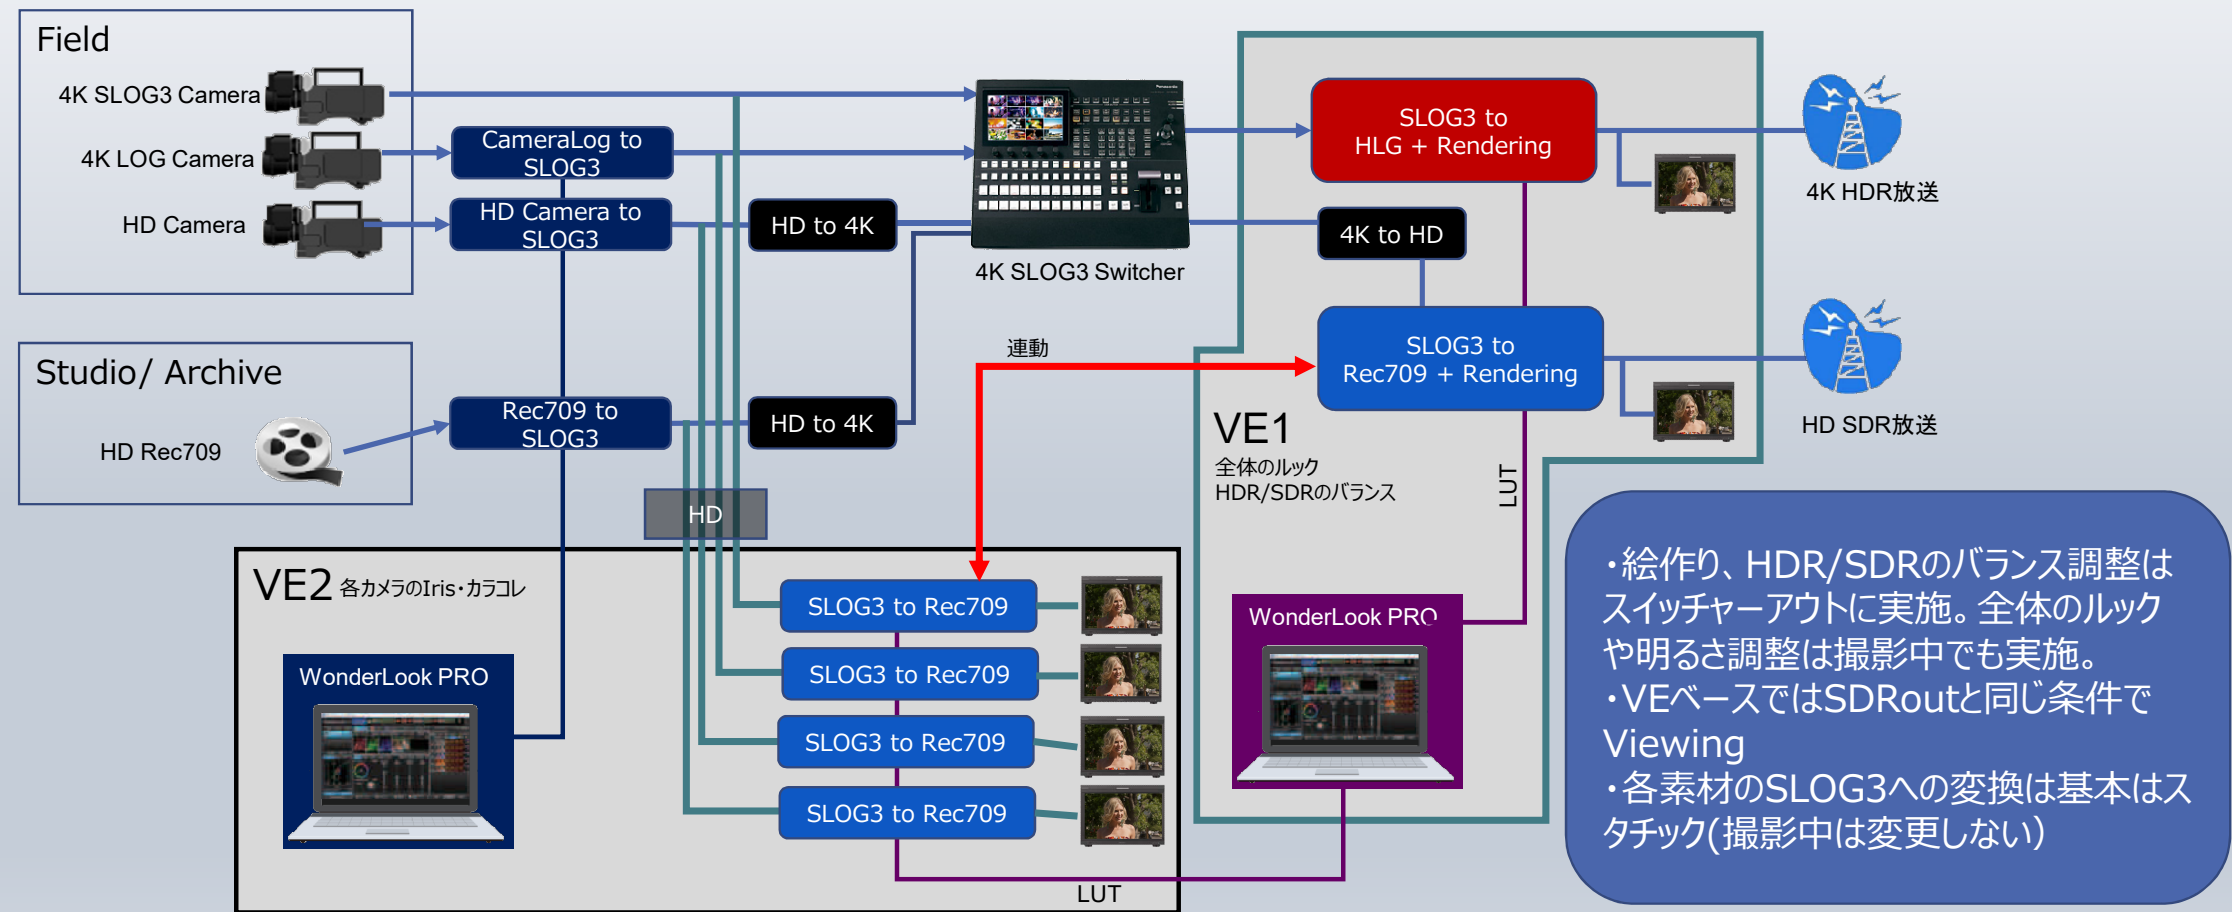 Field
4K SLOG3 Camera
4K LOG Camera
HD Camera
CameraLog to
SLOG3
HD Camera to
SLOG3
HD to 4K
4K SLOG3 Switcher
SLOG3 to
HLG + Rendering
4K HDR放送
4K to HD
SLOG3 to
Rec709 + Rendering
HD SDR放送
連動
Studio/ Archive
HD Rec709
Rec709 to
SLOG3
HD to 4K
HD
VE1
全体のルック
HDR/SDRのバランス
LUT
VE2 各カメラのIris・カラコレ
WonderLook PRO
SLOG3 to Rec709
SLOG3 to Rec709
SLOG3 to Rec709
SLOG3 to Rec709
LUT
WonderLook PRO
・絵作り、HDR/SDRのバランス調整は
スイッチャーアウトに実施。全体のルック
や明るさ調整は撮影中でも実施。
・VEベースではSDRoutと同じ条件で
Viewing
・各素材のSLOG3への変換は基本はス
タチック(撮影中は変更しない）